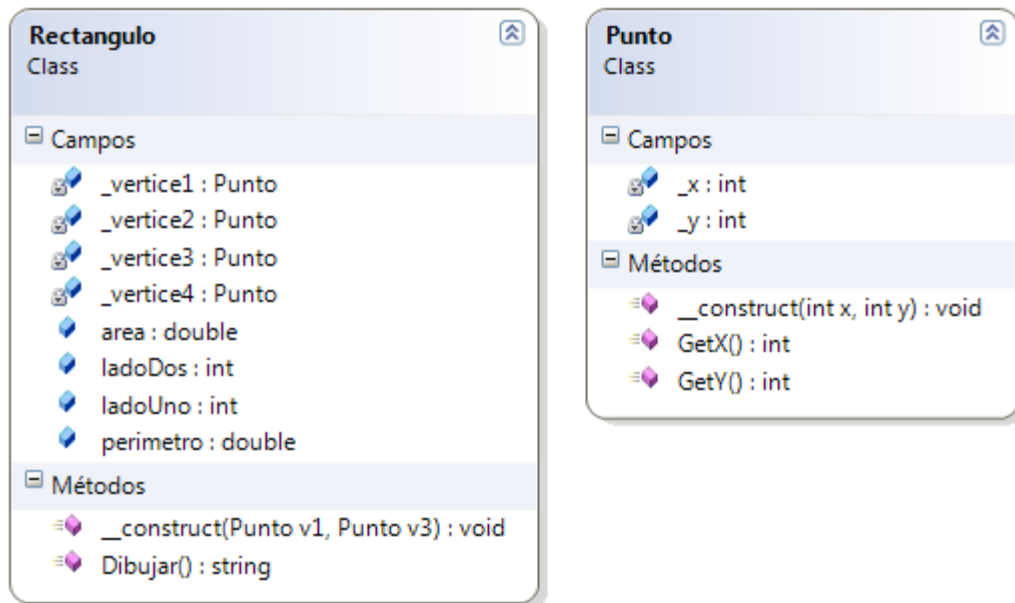 Rectangulo
Class
Campos
_vertice1 : Punto
_vertice2 : Punto
_vertice3 : Punto
_vertice4 : Punto
area : double
ladoDos : int
ladoUno : int
perimetro : double
Métodos
__construct(Punto v1, Punto v3) : void
Dibujar() : string
Punto
Class
Campos
_x : int
_y : int
Métodos
__construct(int x, int y) : void
GetX() : int
GetY() : int